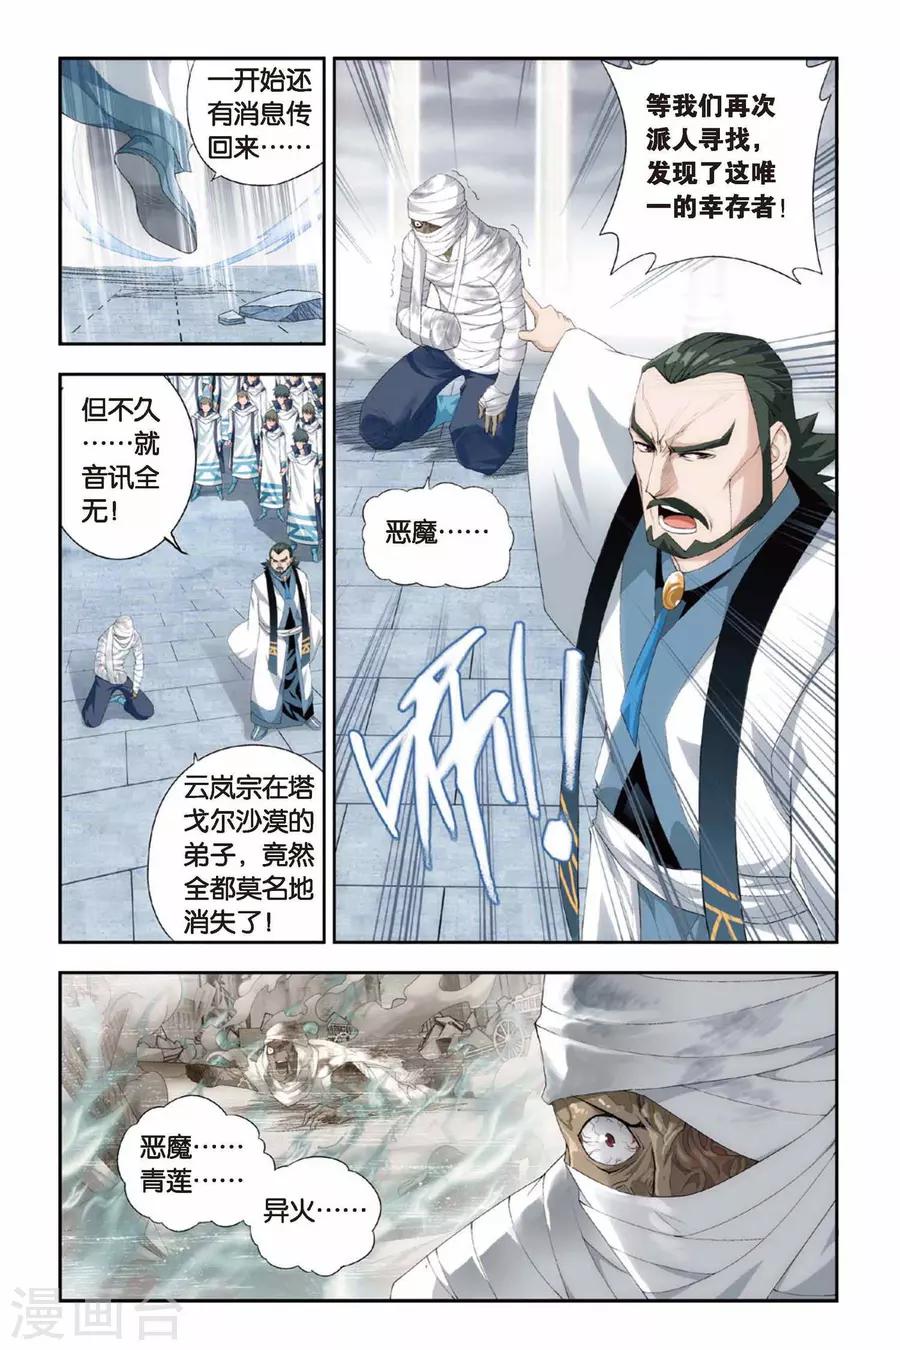 一开始还
有消息传
回来……
但不久
……就
音讯全
无！
云岚宗在塔
戈尔沙漠的
弟子，竟然
全都莫名地
消失了！
等我们再次
派人寻找，
发现了这唯
一的幸存者！
恶魔……
唰！
恶魔……
青莲……
异火……
漫画台